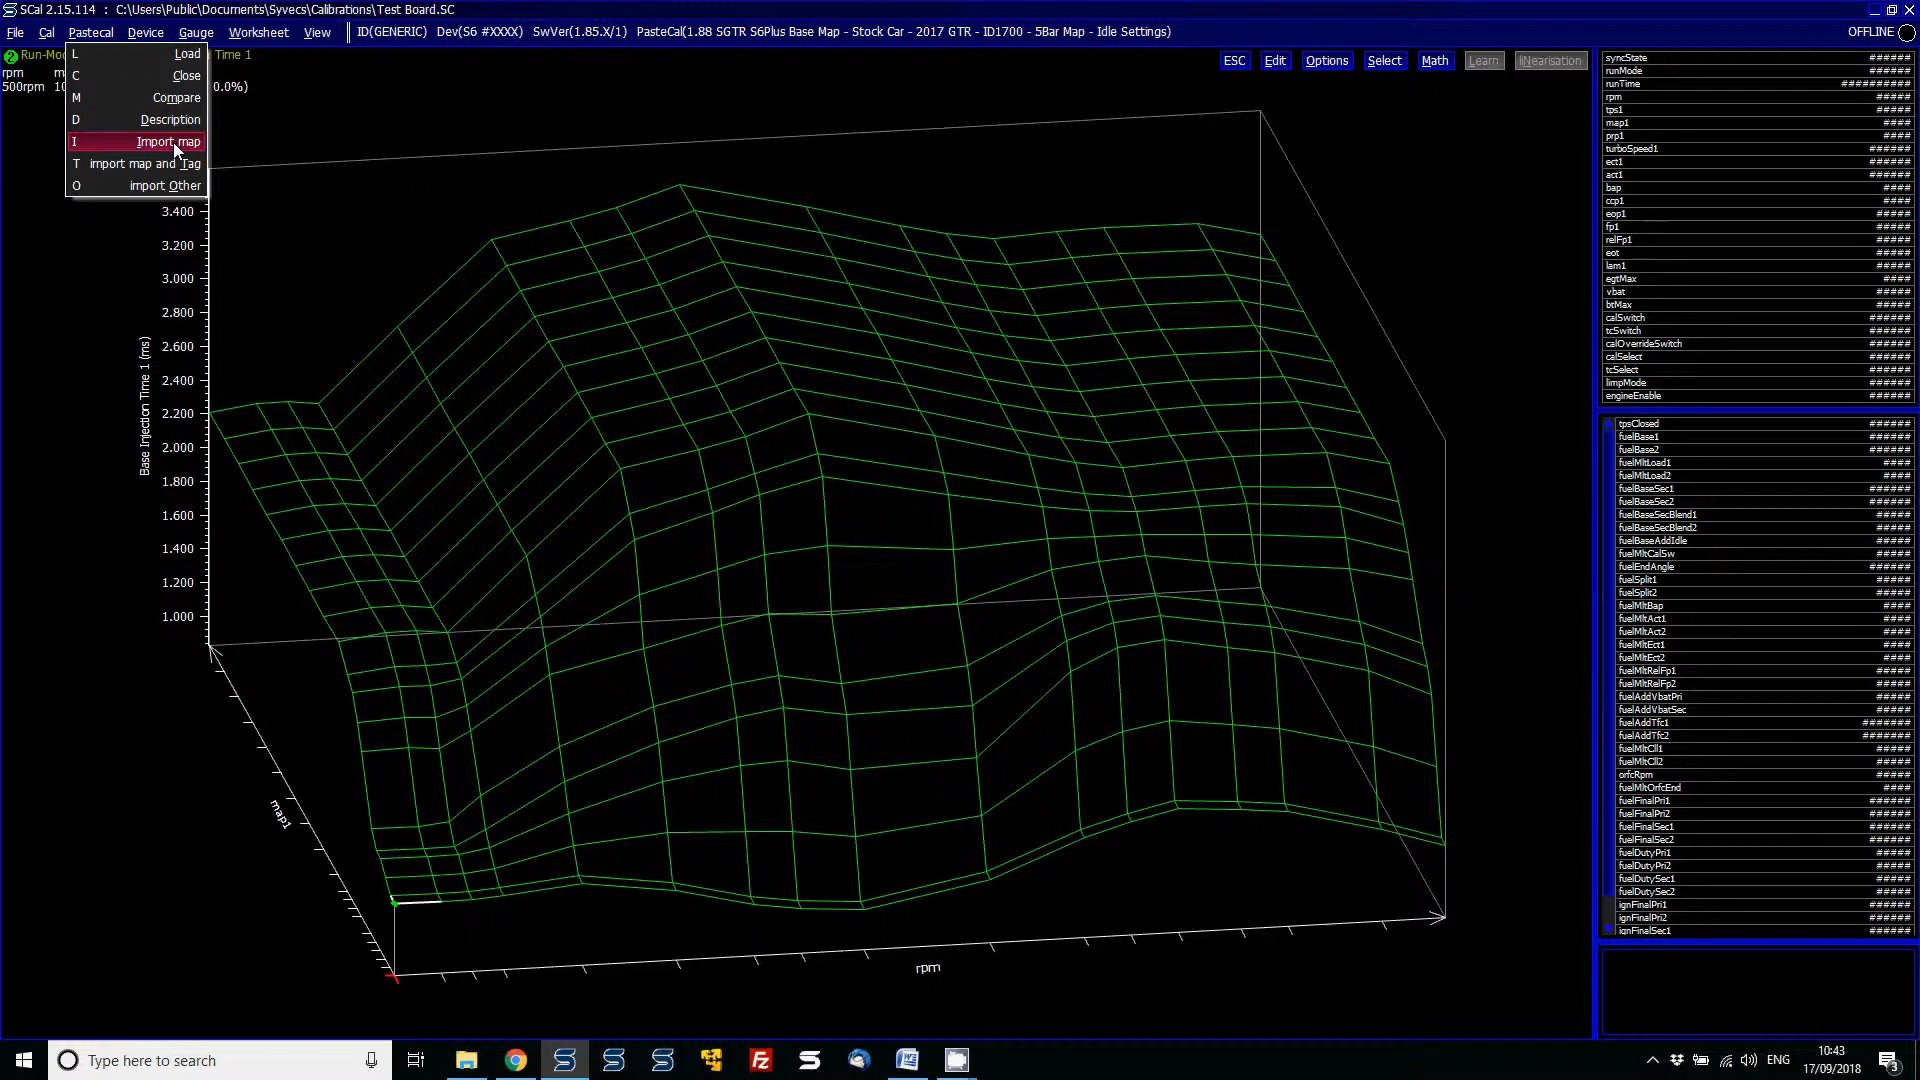 SCal 2.15.114 : C:\Users\Public\Documents\Syvecs\Calibrations\Test Board.SC
File Cal Pastecal Device Gauge Worksheet View ID(GENERIC) Dev(S6 #XXXX) SwVer(1.85.X/1) PasteCal(1.88 SGTR S6Plus Base Map - Stock Car - 2017 GTR - ID1700 - 5Bar Map - Idle Settings) OFFLINE
2 Run-Mo Time 1
rpm
500rpm 0.0%)
L Load
C Close
M Compare
D Description
I Import map
T import map and Tag
O import Other
ESC Edit Options Select Math Learn liNearisation
3.400
3.200
3.000
2.800
2.600
2.400
2.200
2.000
1.800
1.600
1.400
1.200
1.000
Base Injection Time 1 (ms)
map1
rpm
syncState ######
runMode ######
runTime ##########
rpm #####
tps1 #####
map1 ####
prp1 #####
turboSpeed1 ######
ect1 #####
act1 #####
bap ####
ccp1 ####
eop1 ####
fp1 ####
relFp1 ####
eot ####
lam1 #####
egtMax ####
vbat #####
btMax #####
calSwitch ######
tcSwitch ######
calOverrideSwitch ######
calSelect ######
tcSelect ######
limpMode ######
engineEnable ######
tpsClosed ######
fuelBase1 ######
fuelBase2 ######
fuelMltLoad1 ####
fuelMltLoad2 ####
fuelBaseSec1 ######
fuelBaseSec2 ######
fuelBaseSecBlend1 #####
fuelBaseSecBlend2 #####
fuelBaseAddIdle #####
fuelMltCalSw ####
fuelEndAngle ######
fuelSplit1 #####
fuelSplit2 #####
fuelMltBap ####
fuelMltAct1 ####
fuelMltAct2 ####
fuelMltEct1 ####
fuelMltEct2 ####
fuelMltRelFp1 ####
fuelMltRelFp2 ####
fuelAddVbatPri #####
fuelAddVbatSec #####
fuelAddTfc1 #######
fuelAddTfc2 #######
fuelMltCll1 #####
fuelMltCll2 #####
orfcRpm #####
fuelMltOrfcEnd ####
fuelFinalPri1 ######
fuelFinalPri2 ######
fuelFinalSec1 ######
fuelFinalSec2 ######
fuelDutyPri1 #####
fuelDutyPri2 #####
fuelDutySec1 #####
fuelDutySec2 #####
ignFinalPri1 #####
ignFinalPri2 #####
ignFinalSec1 #####
Type here to search
ENG
10:43
17/09/2018
3